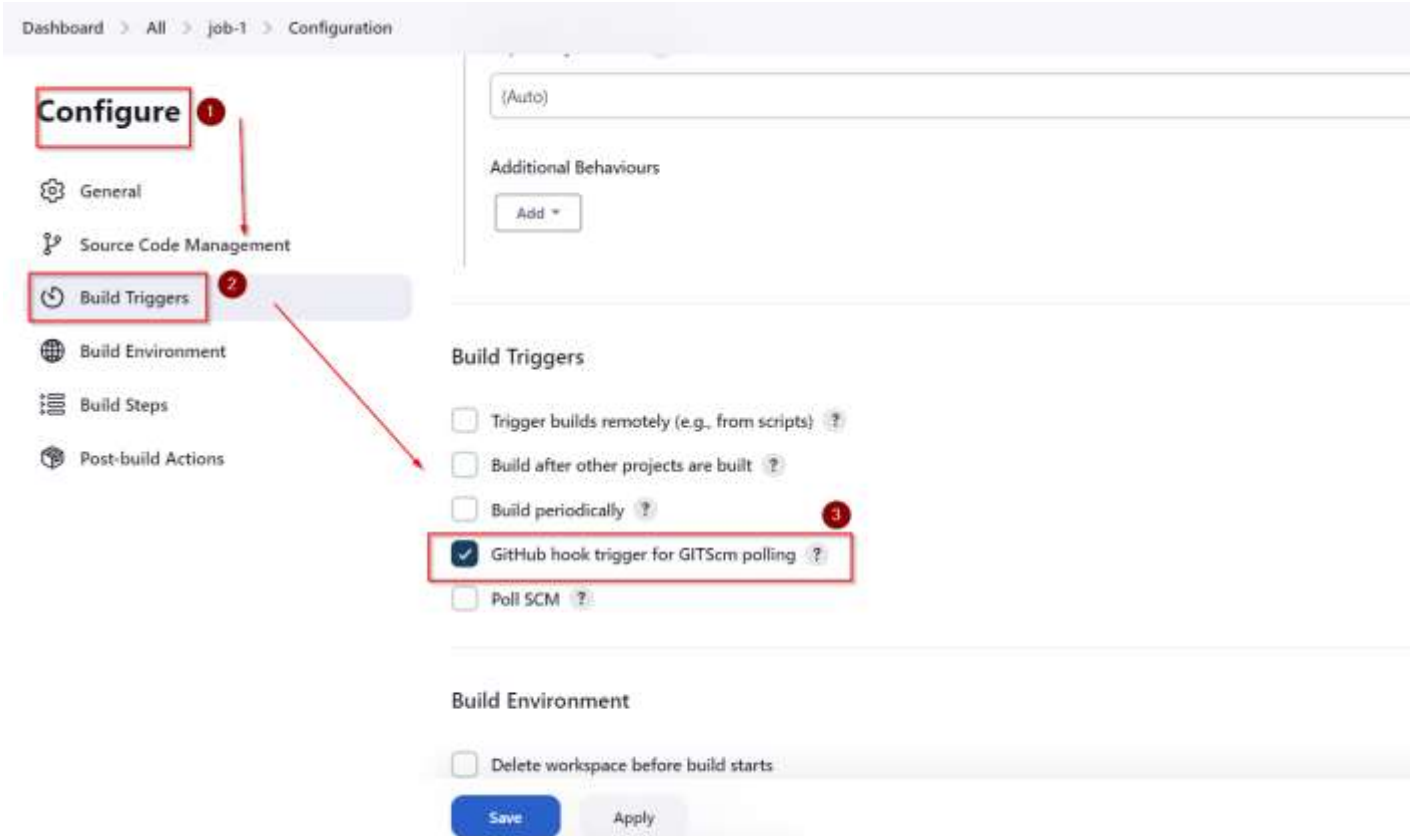 Dashboard > All > job-1 > Configuration
Configure 1
(Auto)
Additional Behaviours
General
Add
Source Code Management
Build Triggers 2
Build Environment
Build Steps
Post-build Actions
Build Triggers
Trigger builds remotely (e.g., from scripts) ?
Build after other projects are built ?
Build periodically ?
3
GitHub hook trigger for GITScm polling ?
Poll SCM ?
Build Environment
Delete workspace before build starts
Save Apply